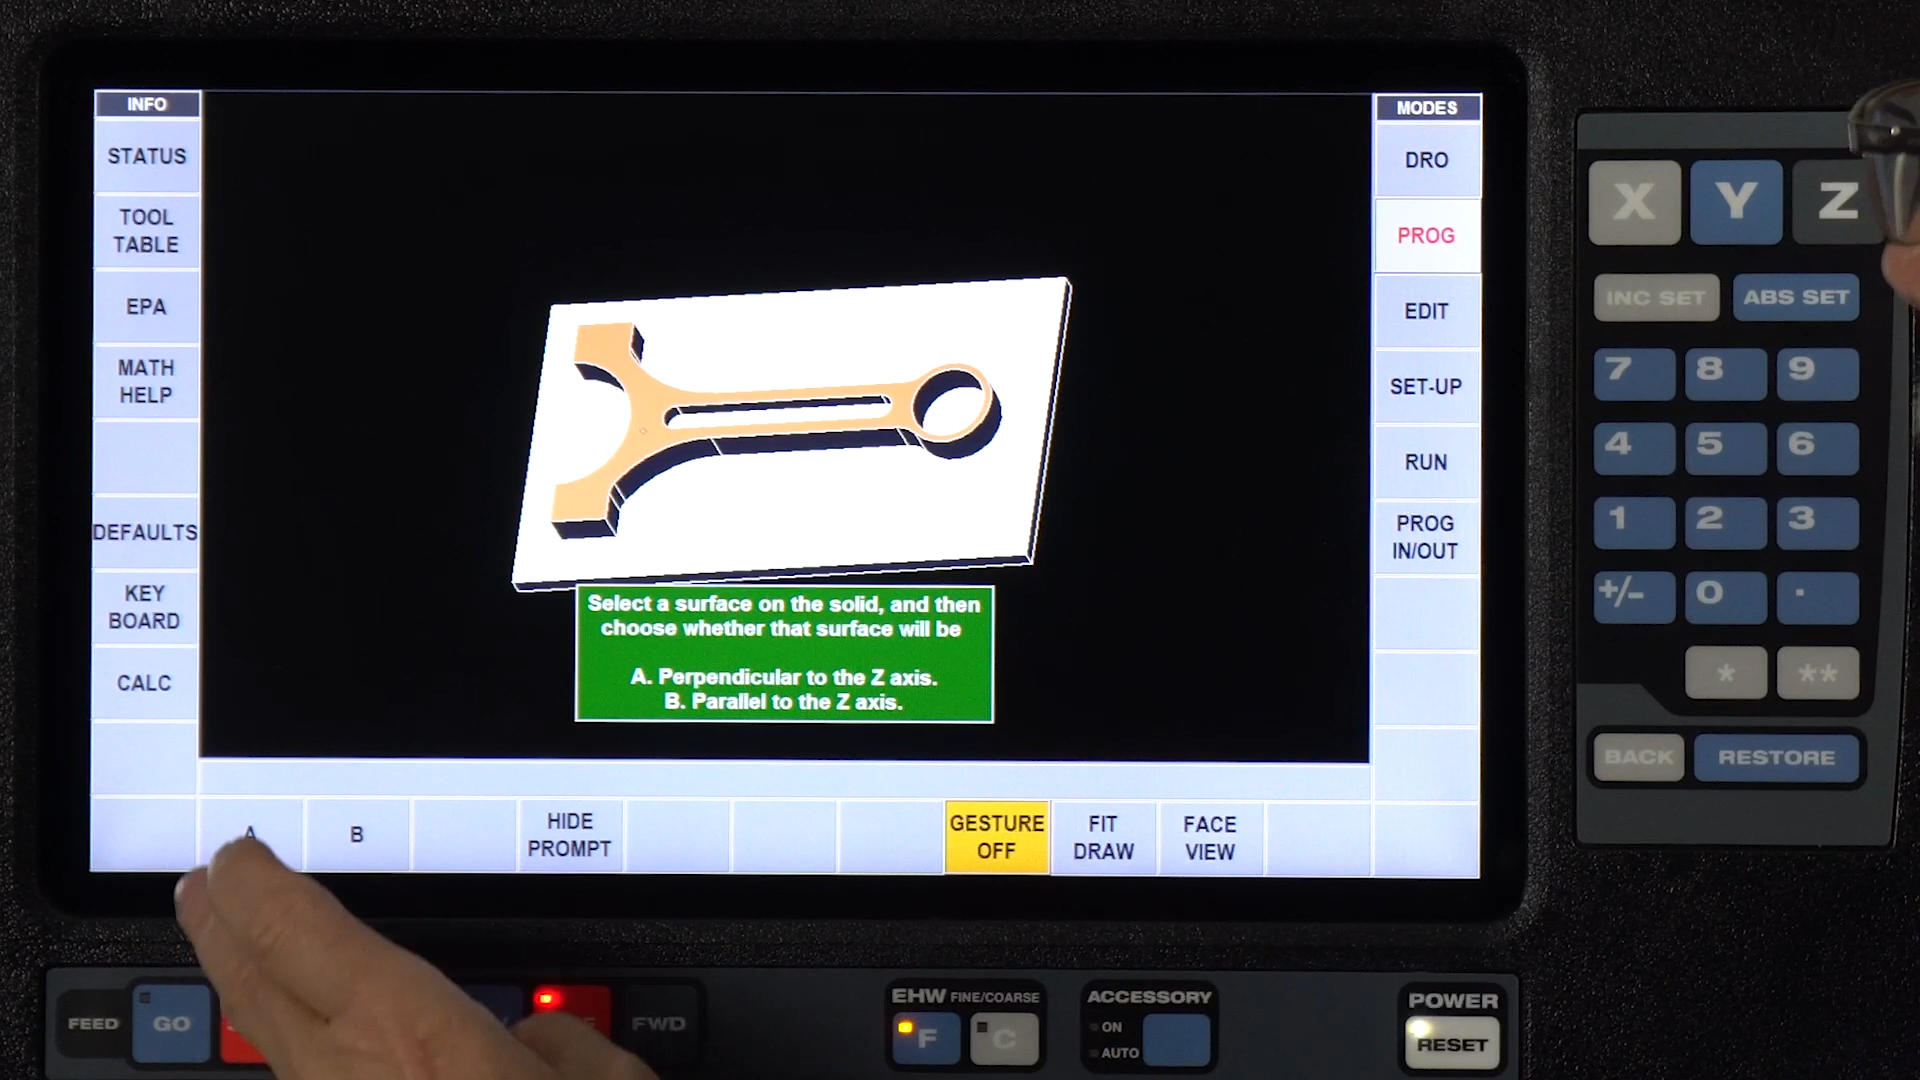 INFO
STATUS
TOOL
TABLE
EPA
MATH
HELP
DEFAULTS
KEY
BOARD
CALC
Select a surface on the solid, and then
choose whether that surface will be
A. Perpendicular to the Z axis.
B. Parallel to the Z axis.
A
B
HIDE
PROMPT
GESTURE
OFF
FIT
DRAW
FACE
VIEW
MODES
DRO
PROG
EDIT
SET-UP
RUN
PROG
IN/OUT
X Y Z
INC SET ABS SET
7 8 9
4 5 6
1 2 3
+/- 0 .
* **
BACK RESTORE
FEED GO
FWD
EHW FINE/COARSE
F C
ACCESSORY
ON
AUTO
POWER
RESET